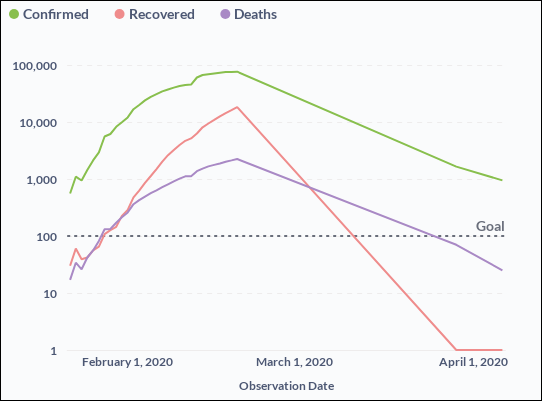 Confirmed Recovered Deaths
100,000
10,000
1,000
Goal
100
10
1
February 1, 2020 March 1, 2020 April 1, 2020
Observation Date